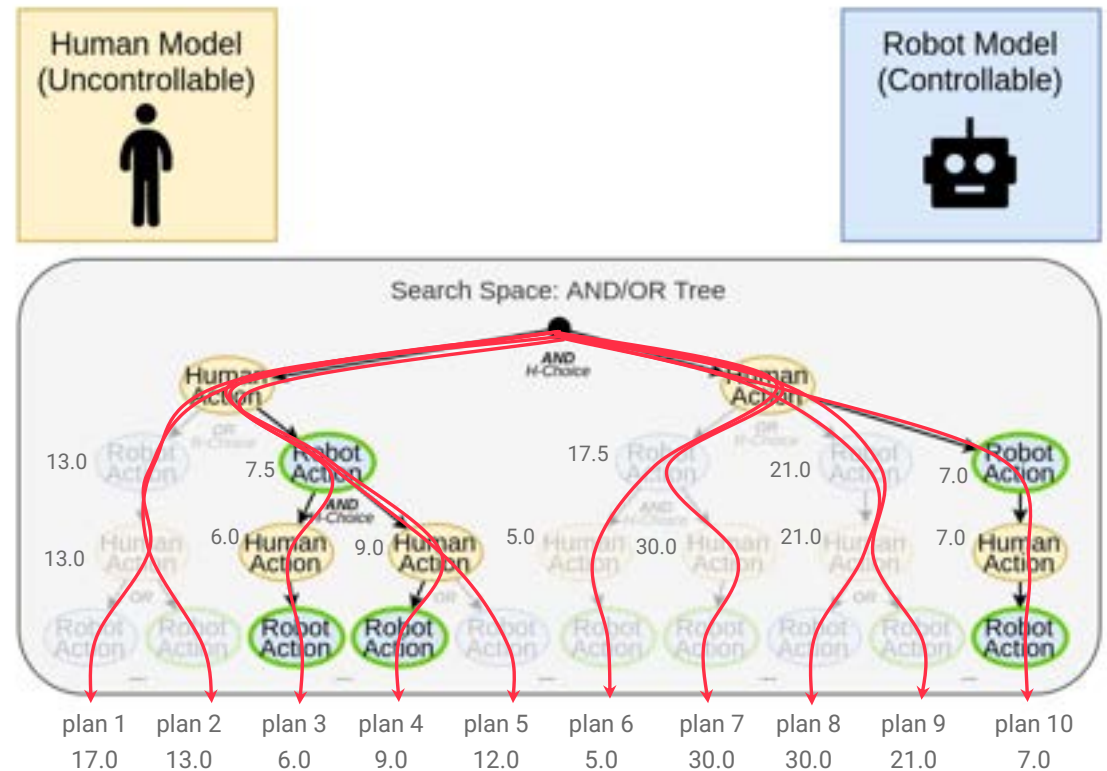 Human Model
(Uncontrollable)
Robot Model
(Controllable)
Search Space: AND/OR Tree
AND
H-Choice
Human
Action
Human
Action
OR
H-Choice
OR
H-Choice
13.0
Robot
Action
7.5
Robot
Action
17.5
Robot
Action
21.0
Robot
Action
7.0
Robot
Action
AND
H-Choice
AND
H-Choice
13.0
Human
Action
6.0
Human
Action
9.0
Human
Action
5.0
Human
Action
30.0
Human
Action
21.0
Human
Action
7.0
Human
Action
OR
OR
OR
Robot
Action
Robot
Action
Robot
Action
Robot
Action
Robot
Action
Robot
Action
Robot
Action
Robot
Action
Robot
Action
Robot
Action
... ... ... ... ...
plan 1 plan 2 plan 3 plan 4 plan 5 plan 6 plan 7 plan 8 plan 9 plan 10
17.0 13.0 6.0 9.0 12.0 5.0 30.0 30.0 21.0 7.0